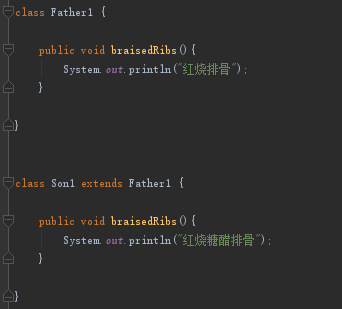 class Father1 {
public void braisedRibs(){
System.out.println("红烧排骨");
}
}
class Son1 extends Father1 {
public void braisedRibs(){
System.out.println("红烧糖醋排骨");
}
}